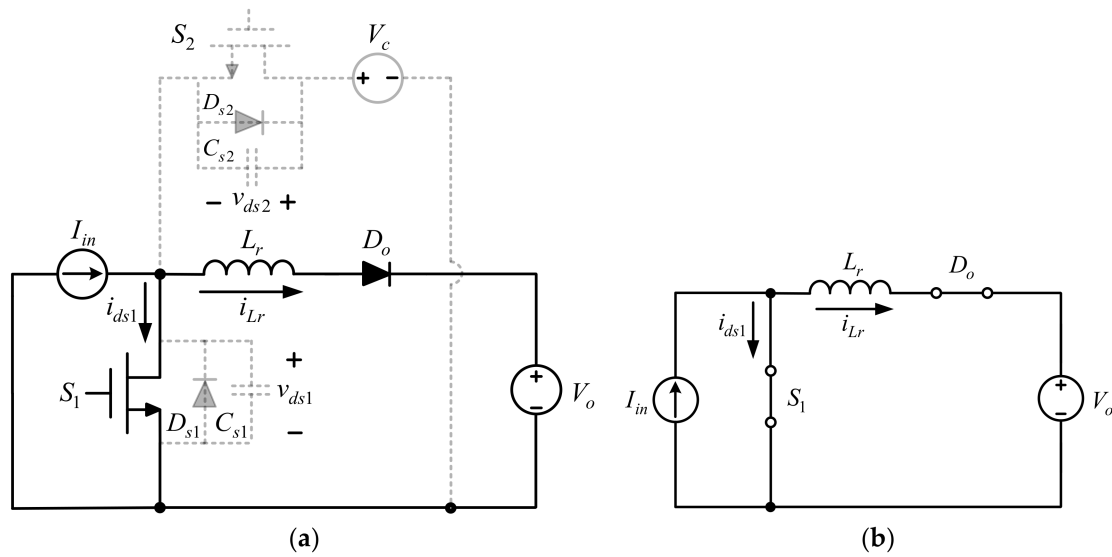 S2
Vc
+ -
Ds2
Cs2
- vds2 +
Iin
Lr
Do
ids1
iLr
S1
Ds1
Cs1
+
vds1
-
+
-
Vo
(a)
Lr
Do
ids1
iLr
Iin
S1
+
-
Vo
(b)